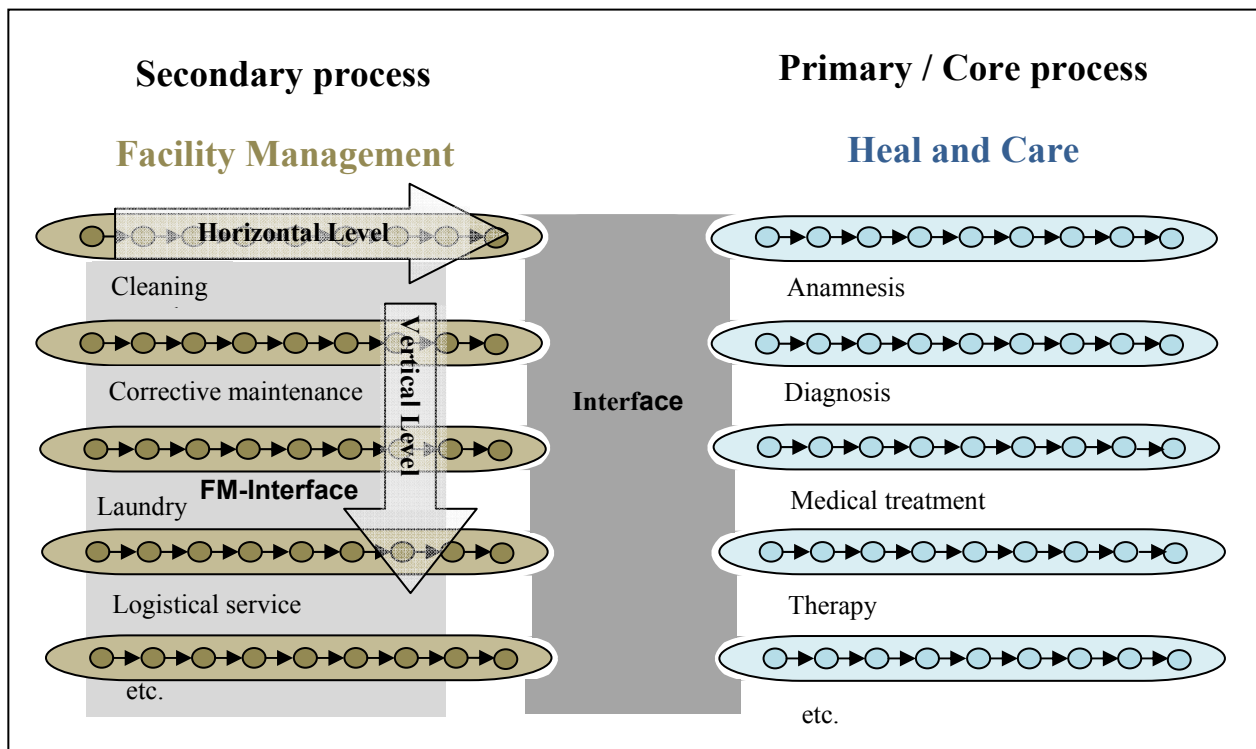 Secondary process
Facility Management
Horizontal Level
Cleaning
Corrective maintenance
Vertical Level
FM-Interface
Laundry
Logistical service
etc.
Interface
Primary / Core process
Heal and Care
Anamnesis
Diagnosis
Medical treatment
Therapy
etc.